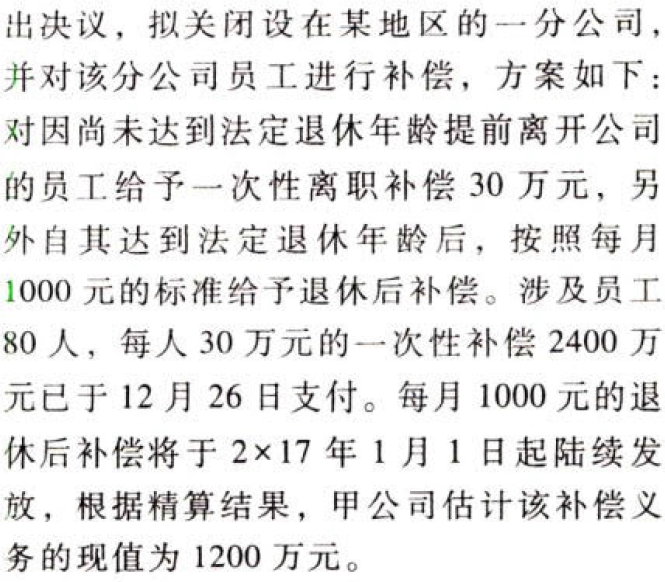 出决议，拟关闭设在某地区的一分公司，
并对该分公司员工进行补偿，方案如下：
对因尚未达到法定退休年龄提前离开公司
的员工给予一次性离职补偿 30 万元，另
外自其达到法定退休年龄后，按照每月
1000 元的标准给予退休后补偿。涉及员工
80 人，每人 30 万元的一次性补偿 2400 万
元已于 12 月 26 日支付。每月 1000 元的退
休后补偿将于 2×17 年 1 月 1 日起陆续发
放，根据精算结果，甲公司估计该补偿义
务的现值为 1200 万元。